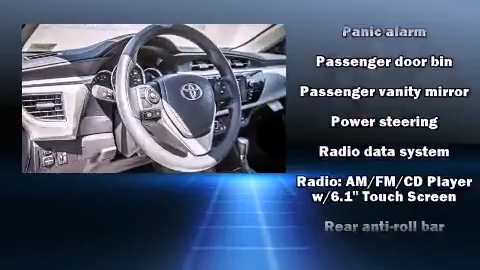 Panic alarm
Passenger door bin
Passenger vanity mirror
Power steering
Radio data system
Radio: AM/FM/CD Player
w/6.1" Touch Screen
Rear anti-roll bar